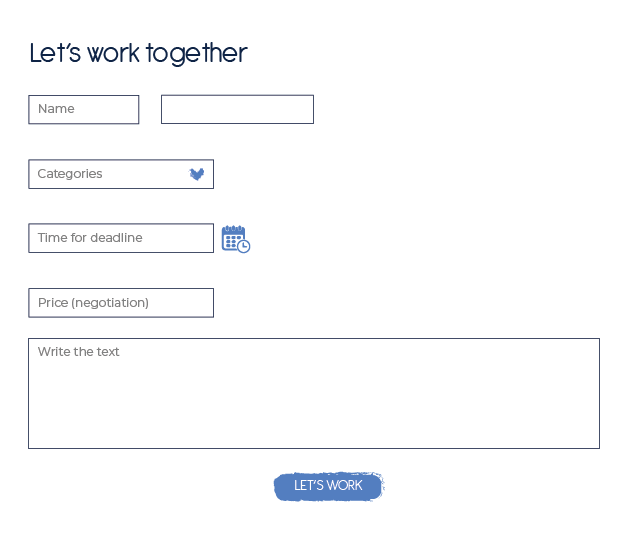 Let's work together
Name
Categories
Time for deadline
Price (negotiation)
Write the text
LET'S WORK